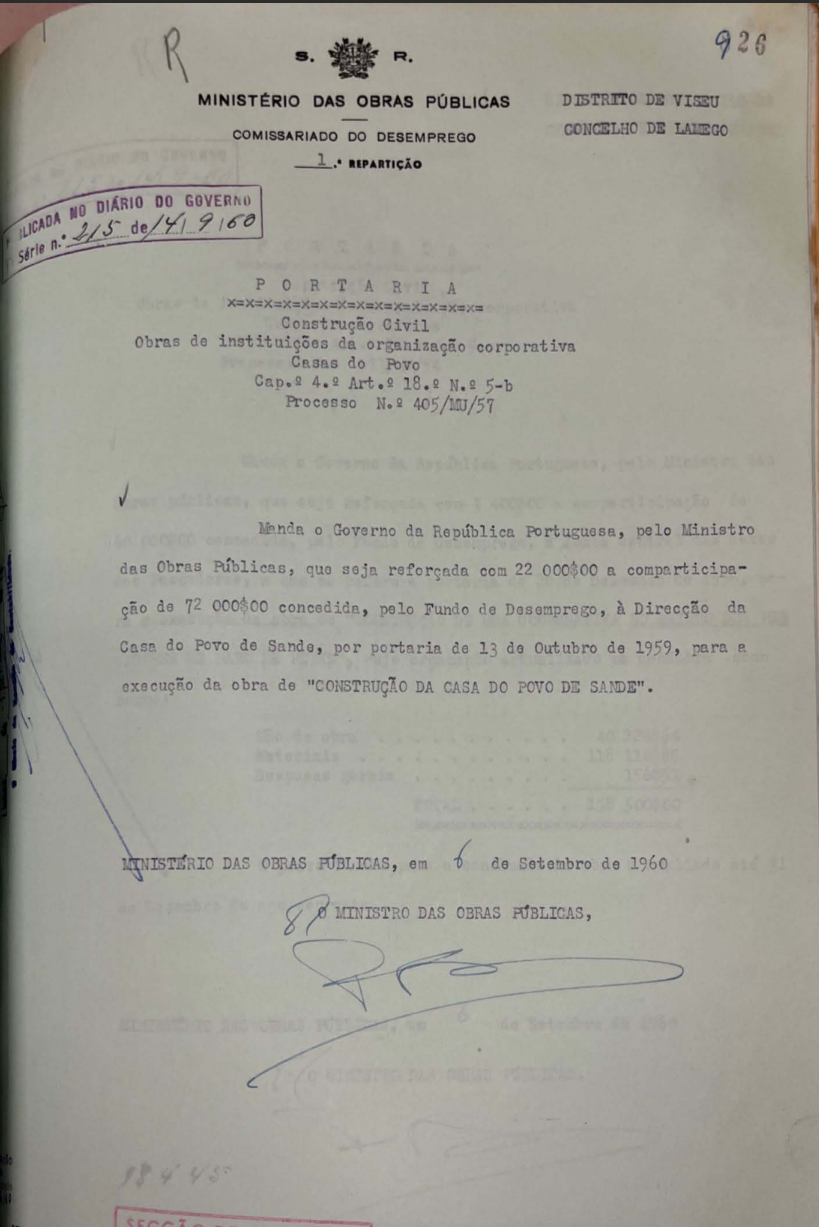 R
926
S. R.
MINISTÉRIO DAS OBRAS PÚBLICAS
COMISSARIADO DO DESEMPREGO
1.ª REPARTIÇÃO
DISTRITO DE VISEU
CONCELHO DE LAMEGO
BLICADA NO DIÁRIO DO GOVERNO
Série n.º 215 de 14 9 60
P O R T A R I A
x=x=x=x=x=x=x=x=x=x=x=x=x=x=
Construção Civil
Obras de instituições da organização corporativa
Casas do Povo
Cap.º 4.º Art.º 18.º N.º 5-b
Processo N.º 405/MU/57
Manda o Governo da República Portuguesa, pelo Ministro
das Obras Públicas, que seja reforçada com 22 000$00 a comparticipa-
ção de 72 000$00 concedida, pelo Fundo de Desemprego, à Direcção da
Casa do Povo de Sande, por portaria de 13 de Outubro de 1959, para a
execução da obra de "CONSTRUÇÃO DA CASA DO POVO DE SANDE".
MINISTÉRIO DAS OBRAS PÚBLICAS, em 6 de Setembro de 1960
O MINISTRO DAS OBRAS PÚBLICAS,
18445
SECÇÃO